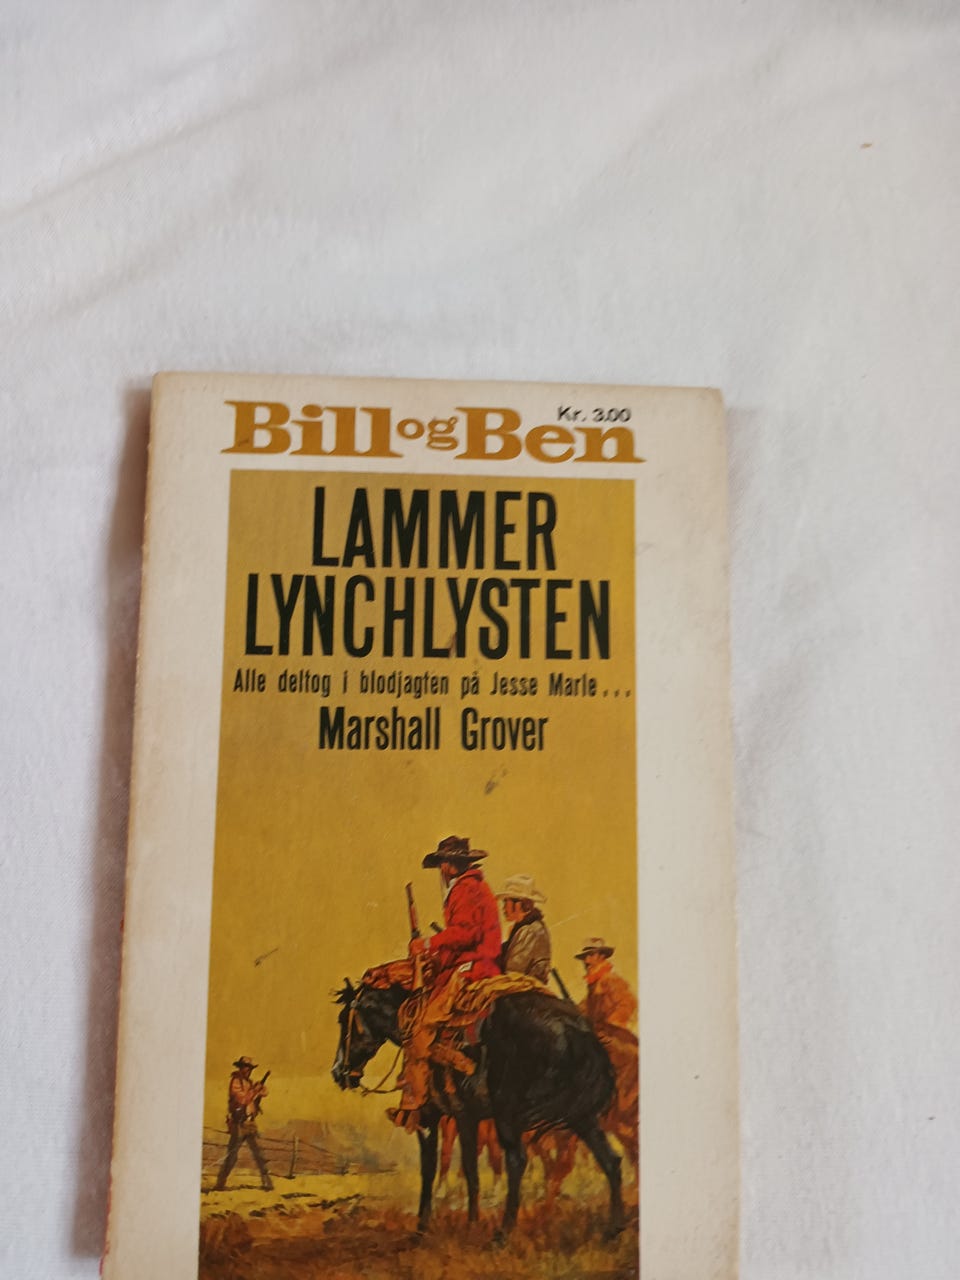 Bill og Ben
Kr. 3.00
LAMMER
LYNCHLYSTEN
Alle deltog i blodjagten på Jesse Marle...
Marshall Grover